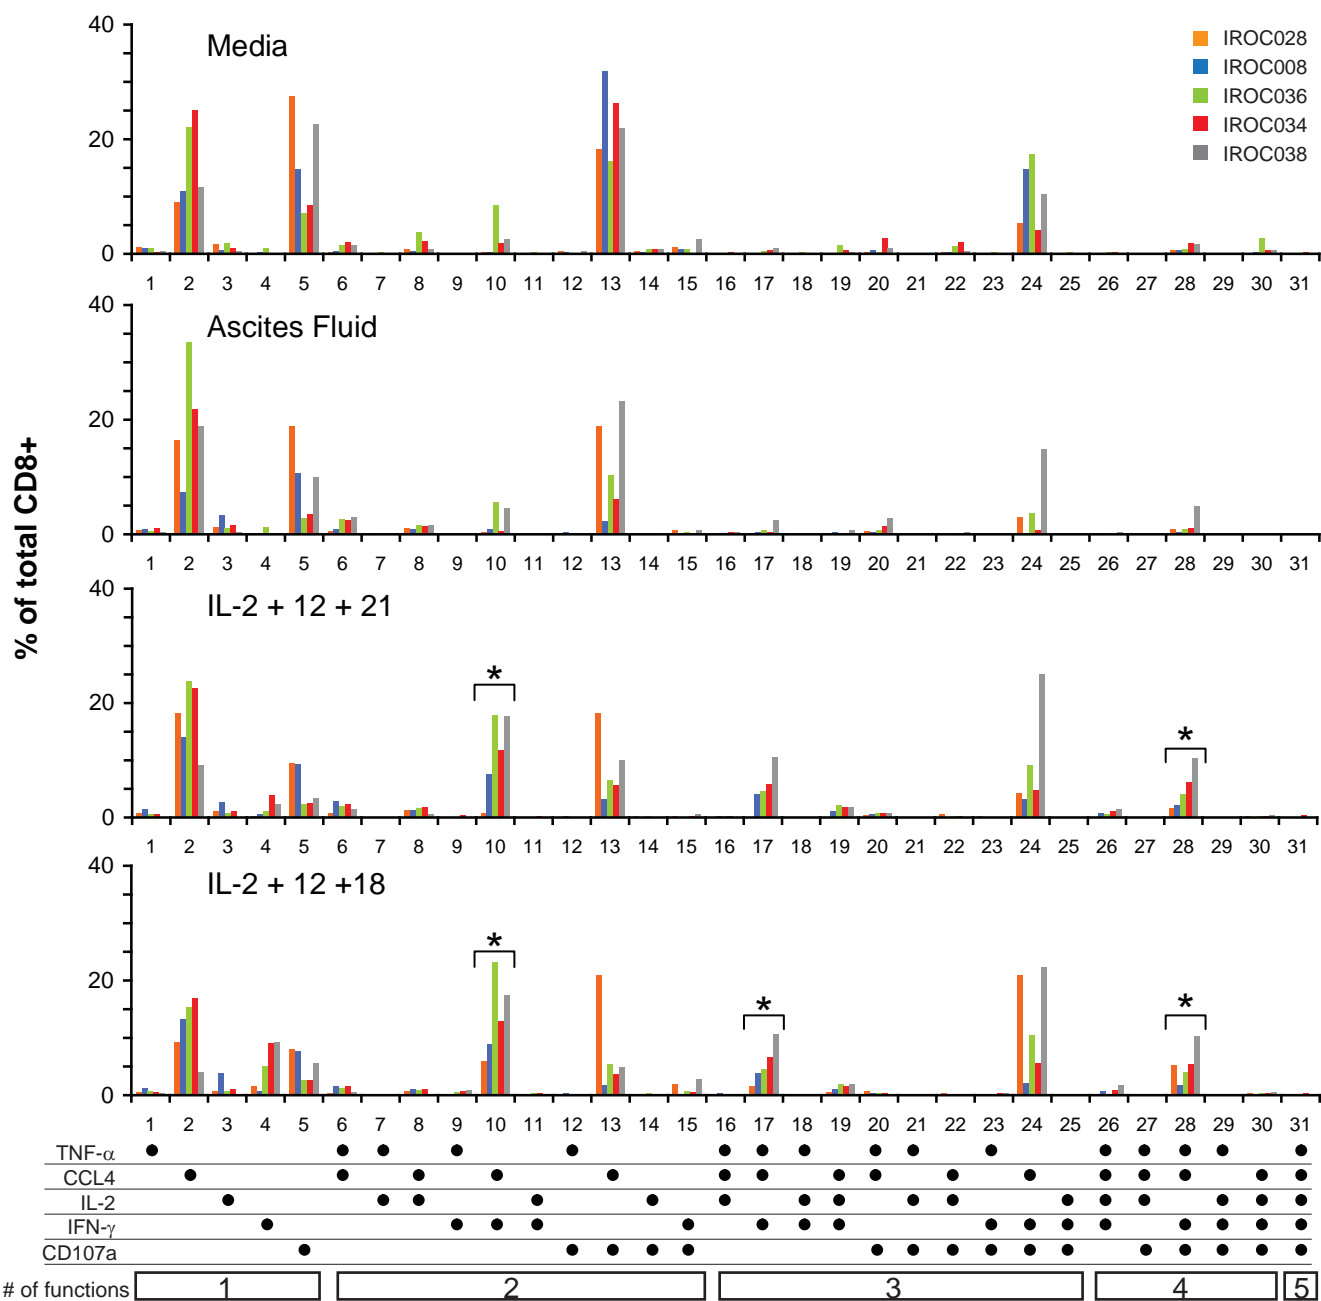 40
Media
IROC028
IROC008
IROC036
IROC034
IROC038
20
0
1 2 3 4 5 6 7 8 9 10 11 12 13 14 15 16 17 18 19 20 21 22 23 24 25 26 27 28 29 30 31
40
Ascites Fluid
20
0
1 2 3 4 5 6 7 8 9 10 11 12 13 14 15 16 17 18 19 20 21 22 23 24 25 26 27 28 29 30 31
% of total CD8+
40
IL-2 + 12 + 21
*
20
*
0
1 2 3 4 5 6 7 8 9 10 11 12 13 14 15 16 17 18 19 20 21 22 23 24 25 26 27 28 29 30 31
40
IL-2 + 12 +18
*
20
* *
0
1 2 3 4 5 6 7 8 9 10 11 12 13 14 15 16 17 18 19 20 21 22 23 24 25 26 27 28 29 30 31
TNF-α
CCL4
IL-2
IFN-γ
CD107a
# of functions 1 2 3 4 5